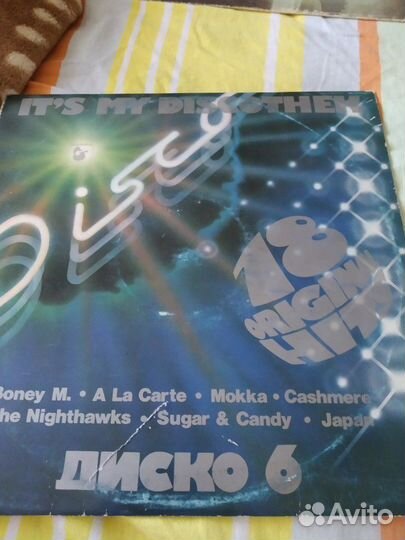 IT'S MY DISCOTHEK
Disco
18
ORIGINAL
HITS
Boney M. • A La Carte • Mokka • Cashmere
The Nighthawks • Sugar & Candy • Japan
ДИСКО 6
Avito